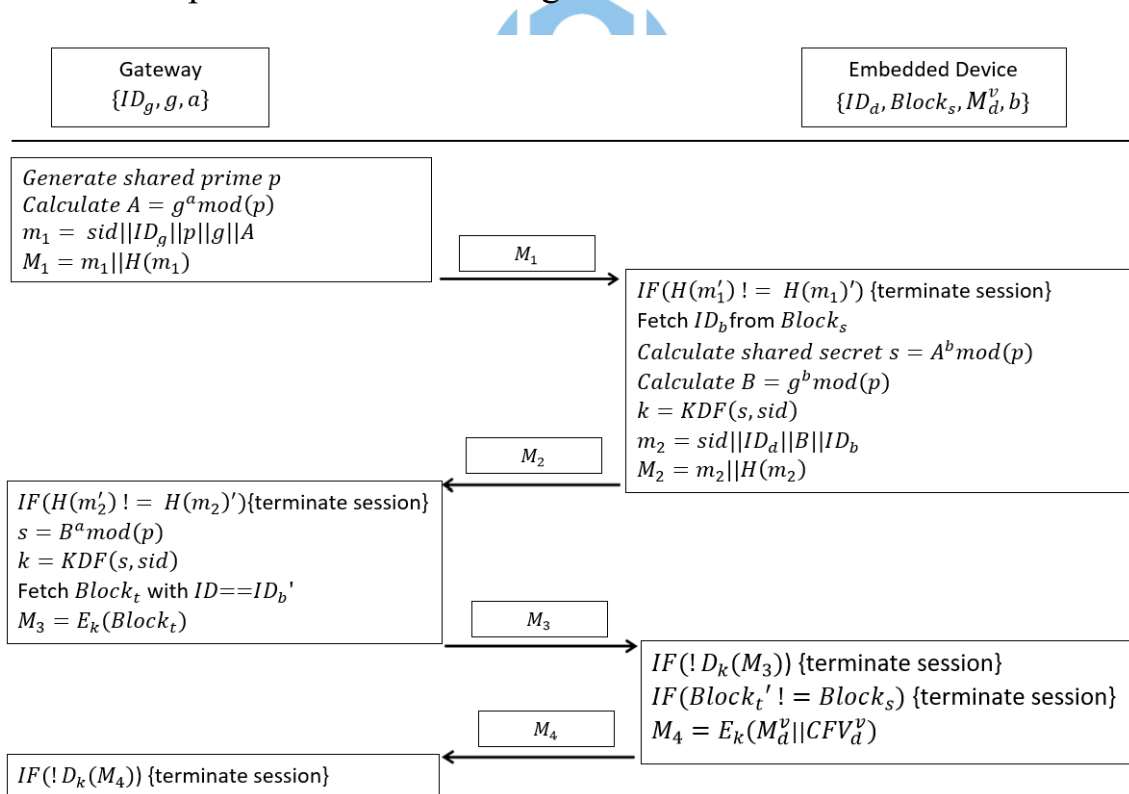 Gateway
{ID_g, g, a}
Embedded Device
{ID_d, Block_s, M_d^v, b}
Generate shared prime p
Calculate A = g^a mod(p)
m_1 = sid||ID_g||p||g||A
M_1 = m_1||H(m_1)
M_1
IF(H(m_1′) ! = H(m_1)′) {terminate session}
Fetch ID_b from Block_s
Calculate shared secret s = A^b mod(p)
Calculate B = g^b mod(p)
k = KDF(s, sid)
m_2 = sid||ID_d||B||ID_b
M_2 = m_2||H(m_2)
M_2
IF(H(m_2′) ! = H(m_2)′){terminate session}
s = B^a mod(p)
k = KDF(s, sid)
Fetch Block_t with ID==ID_b'
M_3 = E_k(Block_t)
M_3
IF(! D_k(M_3)) {terminate session}
IF(Block_t′ ! = Block_s) {terminate session}
M_4 = E_k(M_d^v||CFV_d^v)
M_4
IF(! D_k(M_4)) {terminate session}